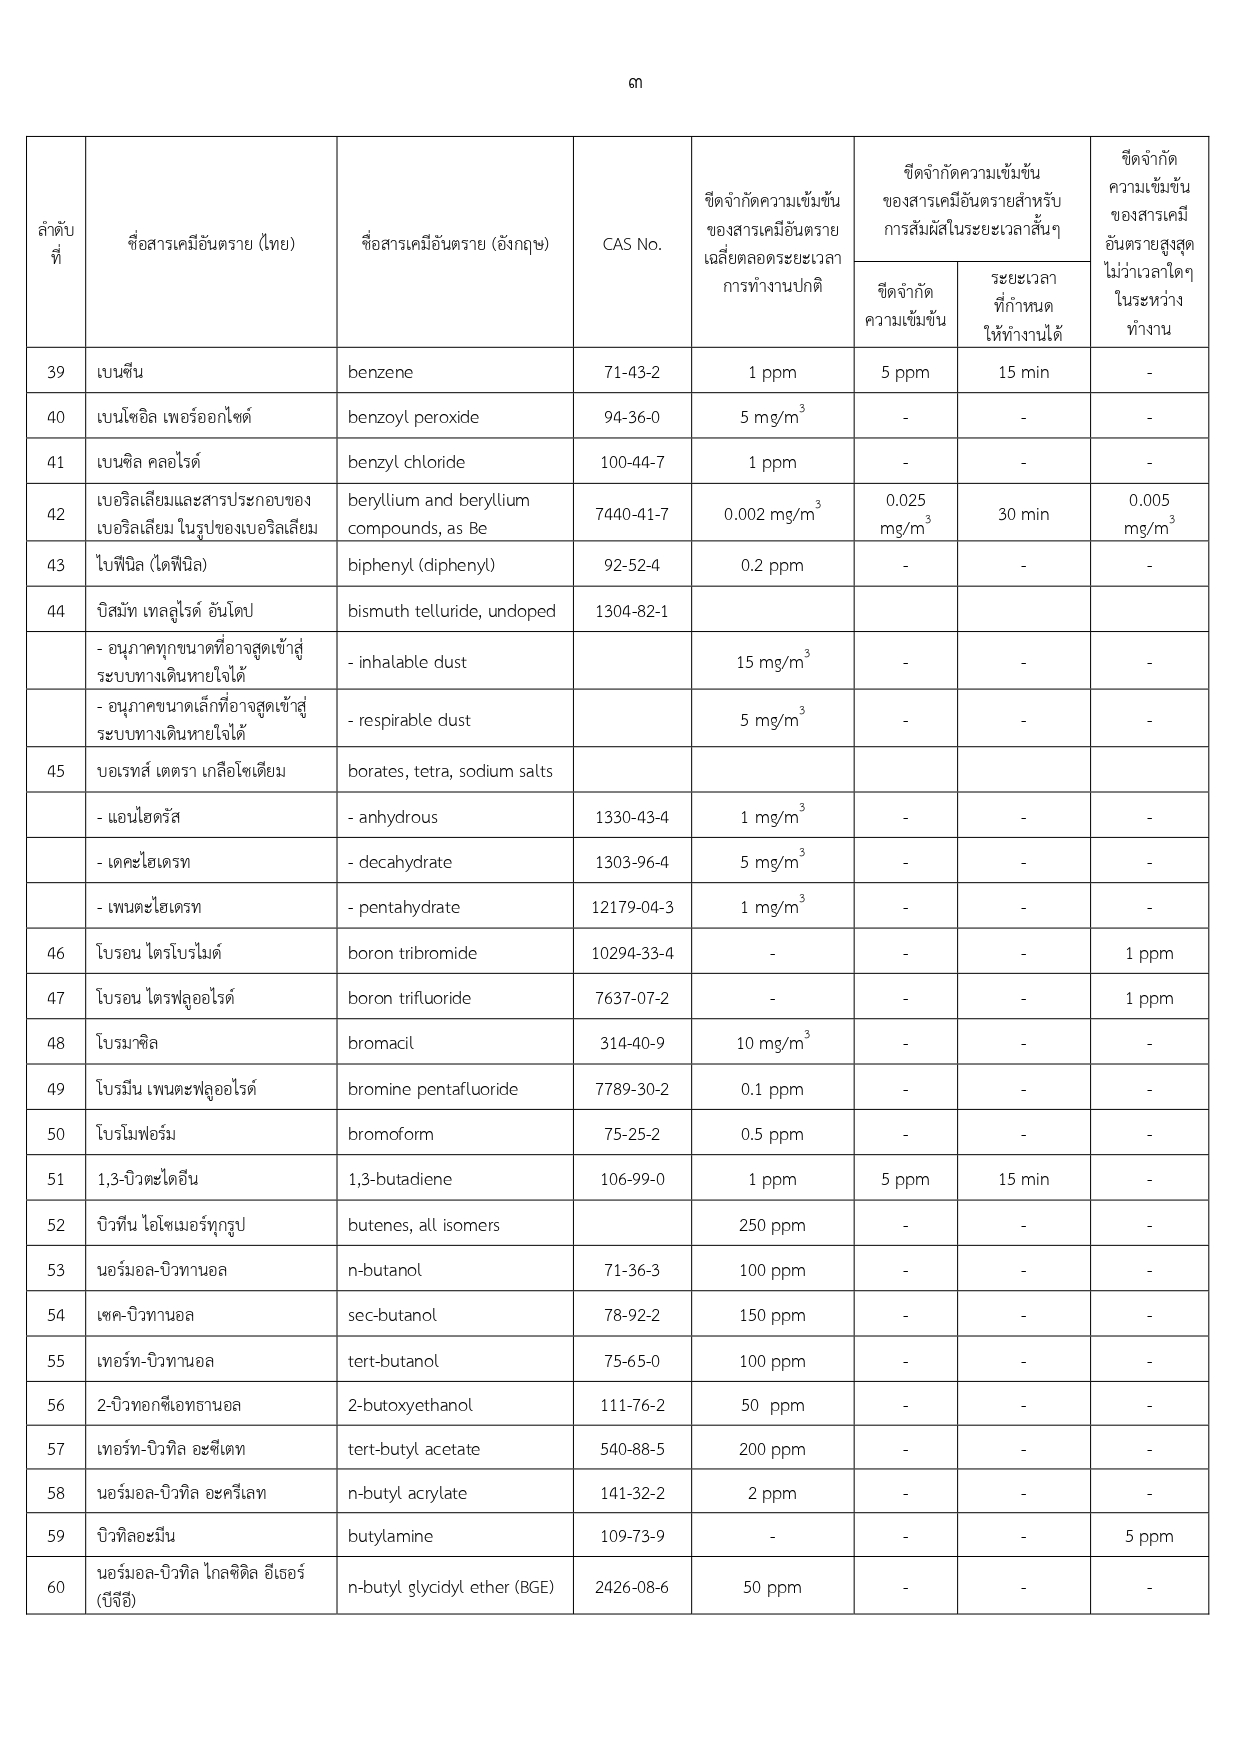 ๓
ลำดับ
ที่
ชื่อสารเคมีอันตราย (ไทย)
ชื่อสารเคมีอันตราย (อังกฤษ)
CAS No.
ขีดจำกัดความเข้มข้น
ของสารเคมีอันตราย
เฉลี่ยตลอดระยะเวลา
การทำงานปกติ
ขีดจำกัดความเข้มข้น
ของสารเคมีอันตรายสำหรับ
การสัมผัสในระยะเวลาสั้นๆ
ขีดจำกัด
ความเข้มข้น
ระยะเวลา
ที่กำหนด
ให้ทำงานได้
ขีดจำกัด
ความเข้มข้น
ของสารเคมี
อันตรายสูงสุด
ไม่ว่าเวลาใดๆ
ในระหว่าง
ทำงาน
39 เบนซีน benzene 71-43-2 1 ppm 5 ppm 15 min -
40 เบนโซอิล เพอร์ออกไซด์ benzoyl peroxide 94-36-0 5 mg/m³ - - -
41 เบนซิล คลอไรด์ benzyl chloride 100-44-7 1 ppm - - -
42 เบอริลเลียมและสารประกอบของ
เบอริลเลียม ในรูปของเบอริลเลียม
beryllium and beryllium
compounds, as Be
7440-41-7 0.002 mg/m³
0.025
mg/m³
30 min
0.005
mg/m³
43 ไบฟีนิล (ไดฟีนิล) biphenyl (diphenyl) 92-52-4 0.2 ppm - - -
44 บิสมัท เทลลูไรด์ อันโดป bismuth telluride, undoped 1304-82-1
- อนุภาคทุกขนาดที่อาจสูดเข้าสู่
ระบบทางเดินหายใจได้
- inhalable dust 15 mg/m³ - - -
- อนุภาคขนาดเล็กที่อาจสูดเข้าสู่
ระบบทางเดินหายใจได้
- respirable dust 5 mg/m³ - - -
45 บอเรทส์ เตตรา เกลือโซเดียม borates, tetra, sodium salts
- แอนไฮดรัส - anhydrous 1330-43-4 1 mg/m³ - - -
- เดคะไฮเดรท - decahydrate 1303-96-4 5 mg/m³ - - -
- เพนตะไฮเดรท - pentahydrate 12179-04-3 1 mg/m³ - - -
46 โบรอน ไตรโบรไมด์ boron tribromide 10294-33-4 - - - 1 ppm
47 โบรอน ไตรฟลูออไรด์ boron trifluoride 7637-07-2 - - - 1 ppm
48 โบรมาซิล bromacil 314-40-9 10 mg/m³ - - -
49 โบรมีน เพนตะฟลูออไรด์ bromine pentafluoride 7789-30-2 0.1 ppm - - -
50 โบรโมฟอร์ม bromoform 75-25-2 0.5 ppm - - -
51 1,3-บิวตะไดอีน 1,3-butadiene 106-99-0 1 ppm 5 ppm 15 min -
52 บิวทีน ไอโซเมอร์ทุกรูป butenes, all isomers 250 ppm - - -
53 นอร์มอล-บิวทานอล n-butanol 71-36-3 100 ppm - - -
54 เซค-บิวทานอล sec-butanol 78-92-2 150 ppm - - -
55 เทอร์ท-บิวทานอล tert-butanol 75-65-0 100 ppm - - -
56 2-บิวทอกซีเอทธานอล 2-butoxyethanol 111-76-2 50 ppm - - -
57 เทอร์ท-บิวทิล อะซีเตท tert-butyl acetate 540-88-5 200 ppm - - -
58 นอร์มอล-บิวทิล อะครีเลท n-butyl acrylate 141-32-2 2 ppm - - -
59 บิวทิลอะมีน butylamine 109-73-9 - - - 5 ppm
60 นอร์มอล-บิวทิล ไกลซิดิล อีเธอร์
(บีจีอี)
n-butyl glycidyl ether (BGE) 2426-08-6 50 ppm - - -